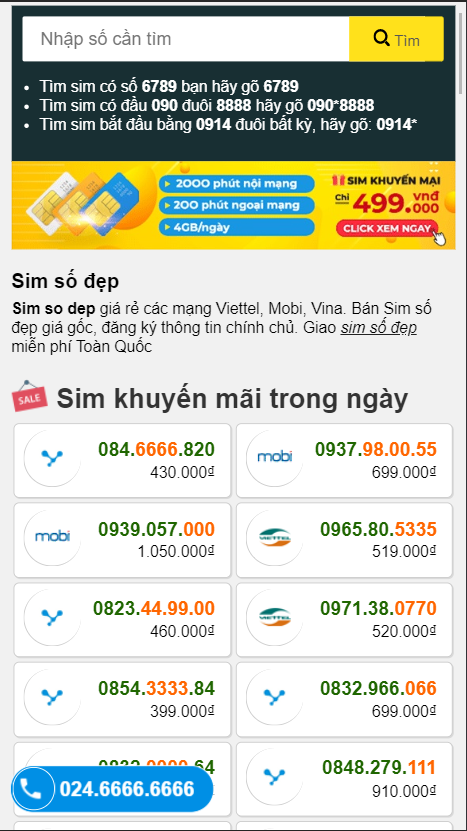 Nhập số cần tìm
Tìm
Tìm sim có số 6789 bạn hãy gõ 6789
Tìm sim có đầu 090 đuôi 8888 hãy gõ 090*8888
Tìm sim bắt đầu bằng 0914 đuôi bất kỳ, hãy gõ: 0914*
2000 phút nội mạng
200 phút ngoại mạng
4GB/ngày
SIM KHUYẾN MẠI
Chỉ 499.000 vnđ
CLICK XEM NGAY
Sim số đẹp
Sim so dep giá rẻ các mạng Viettel, Mobi, Vina. Bán Sim số
đẹp giá gốc, đăng ký thông tin chính chủ. Giao sim số đẹp
miễn phí Toàn Quốc
SALE
Sim khuyến mãi trong ngày
084.6666.820
430.000₫
mobi
0937.98.00.55
699.000₫
mobi
0939.057.000
1.050.000₫
VIETTEL
0965.80.5335
519.000₫
0823.44.99.00
460.000₫
VIETTEL
0971.38.0770
520.000₫
0854.3333.84
399.000₫
0832.966.066
699.000₫
0848.279.111
910.000₫
024.6666.6666